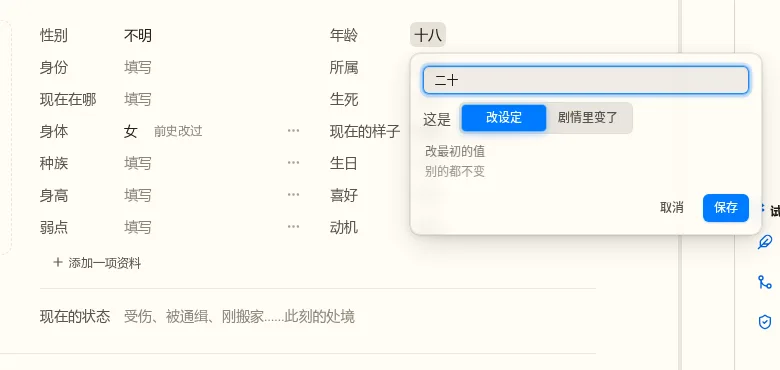 性别 不明 年龄 十八
身份 填写 所属
二十
现在在哪 填写 生死
这是 改设定 剧情里变了
身体 女 前史改过 ··· 现在的样子
改最初的值
种族 填写 ··· 生日
别的都不变
身高 填写 ··· 喜好
取消 保存
试
弱点 填写 ··· 动机
+ 添加一项资料
现在的状态 受伤、被通缉、刚搬家……此刻的处境